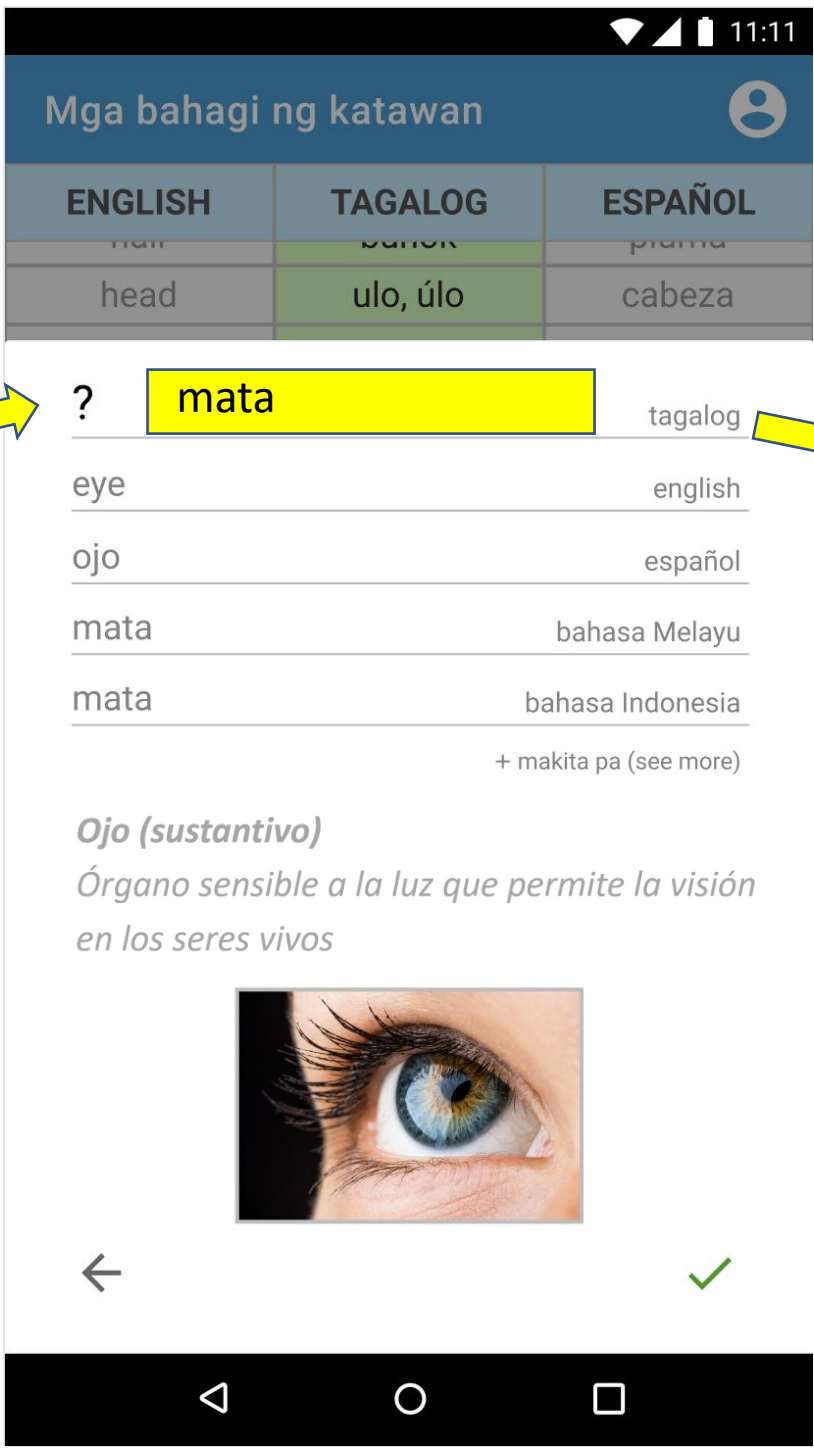 11:11
Mga bahagi ng katawan
ENGLISH TAGALOG ESPAÑOL
head ulo, úlo cabeza
? mata tagalog
eye english
ojo español
mata bahasa Melayu
mata bahasa Indonesia
+ makita pa (see more)
Ojo (sustantivo)
Órgano sensible a la luz que permite la visión
en los seres vivos